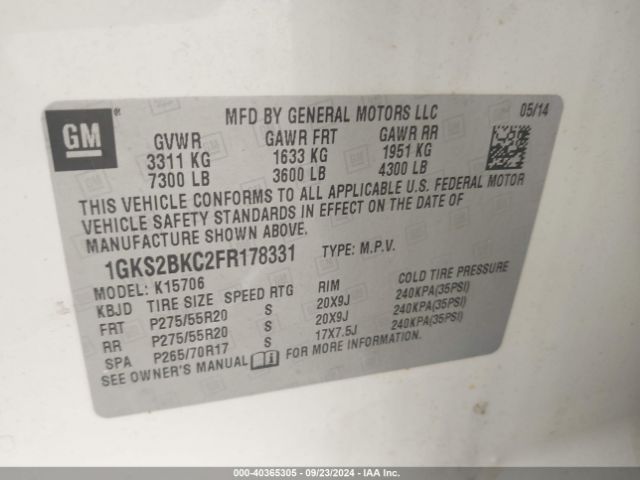 GM
MFD BY GENERAL MOTORS LLC 05/14
GVWR GAWR FRT GAWR RR
3311 KG 1633 KG 1951 KG
7300 LB 3600 LB 4300 LB
THIS VEHICLE CONFORMS TO ALL APPLICABLE U.S. FEDERAL MOTOR
VEHICLE SAFETY STANDARDS IN EFFECT ON THE DATE OF
MANUFACTURE SHOWN ABOVE.
1GKS2BKC2FR178331 TYPE: M.P.V.
MODEL: K15706
KBJD TIRE SIZE SPEED RTG RIM COLD TIRE PRESSURE
FRT P275/55R20 S 20X9J 240KPA(35PSI)
RR P275/55R20 S 20X9J 240KPA(35PSI)
SPA P265/70R17 S 17X7.5J 240KPA(35PSI)
SEE OWNER'S MANUAL FOR MORE INFORMATION.
000-40365305 - 09/23/2024 - IAA Inc.